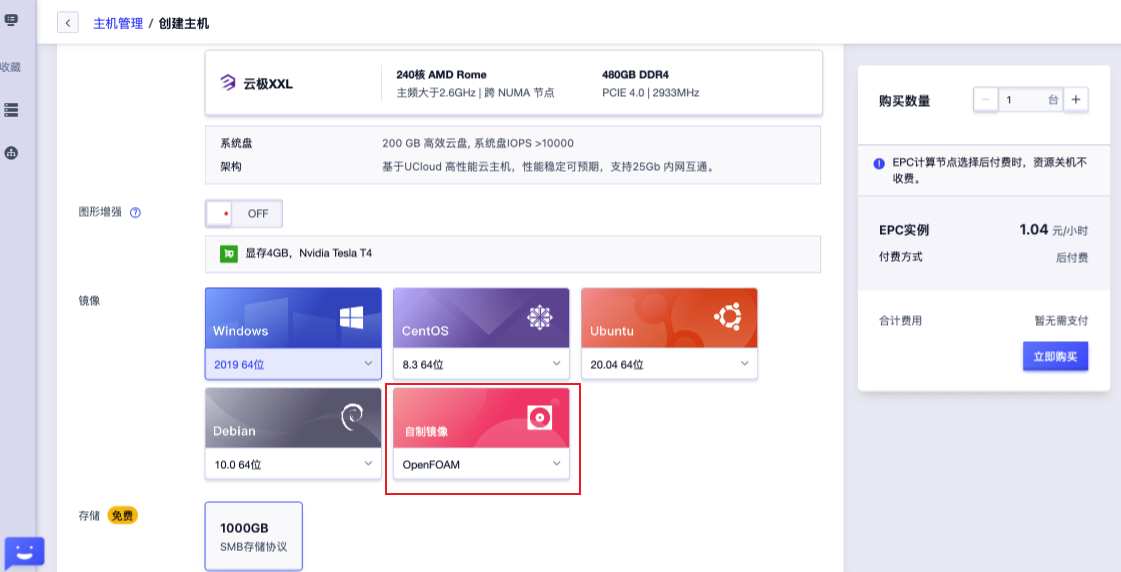 主机管理 / 创建主机
收藏
云极XXL
240核 AMD Rome
主频大于2.6GHz | 跨 NUMA 节点
480GB DDR4
PCIE 4.0 | 2933MHz
系统盘
200 GB 高效云盘, 系统盘IOPS >10000
架构
基于UCloud 高性能云主机，性能稳定可预期，支持25Gb 内网互通。
图形增强
OFF
显存4GB，Nvidia Tesla T4
镜像
Windows
2019 64位
CentOS
8.3 64位
Ubuntu
20.04 64位
Debian
10.0 64位
自制镜像
OpenFOAM
存储 免费
1000GB
SMB存储协议
购买数量
1 台
EPC计算节点选择后付费时，资源关机不
收费。
EPC实例
1.04 元/小时
付费方式
后付费
合计费用
暂无需支付
立即购买